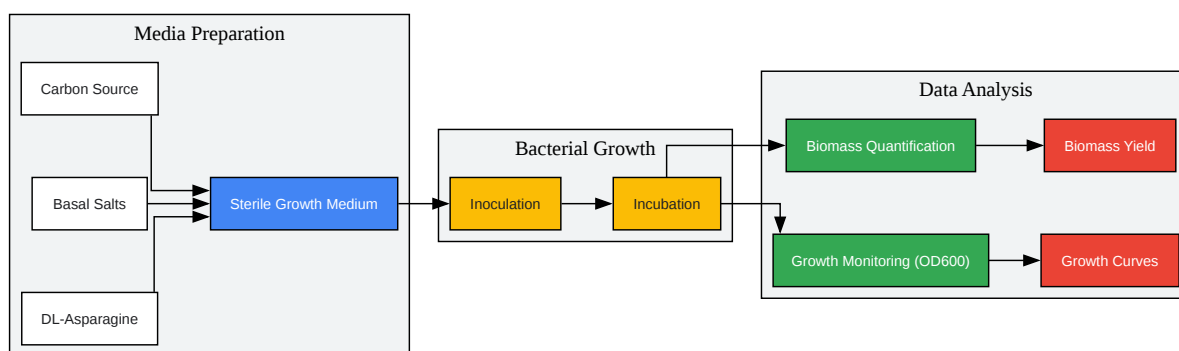 Media Preparation
Carbon Source
Basal Salts
DL-Asparagine
Sterile Growth Medium
Bacterial Growth
Inoculation
Incubation
Data Analysis
Biomass Quantification
Biomass Yield
Growth Monitoring (OD600)
Growth Curves